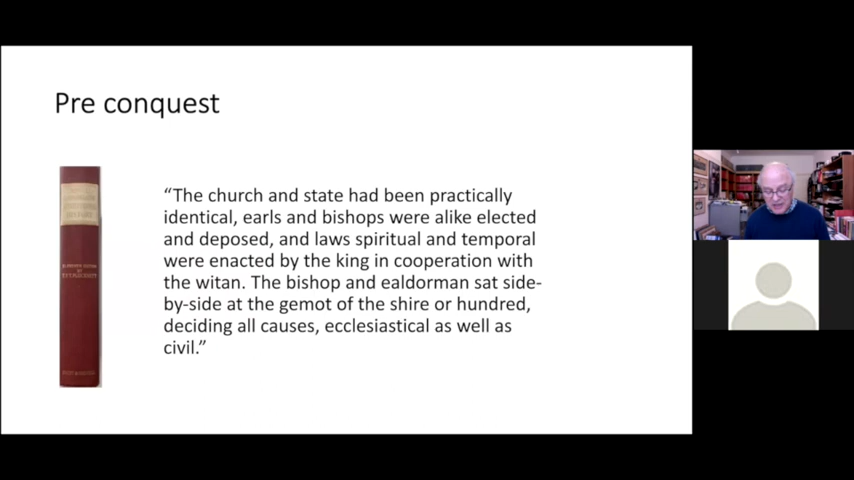 Pre conquest
“The church and state had been practically
identical, earls and bishops were alike elected
and deposed, and laws spiritual and temporal
were enacted by the king in cooperation with
the witan. The bishop and ealdorman sat side-
by-side at the gemot of the shire or hundred,
deciding all causes, ecclesiastical as well as
civil.”